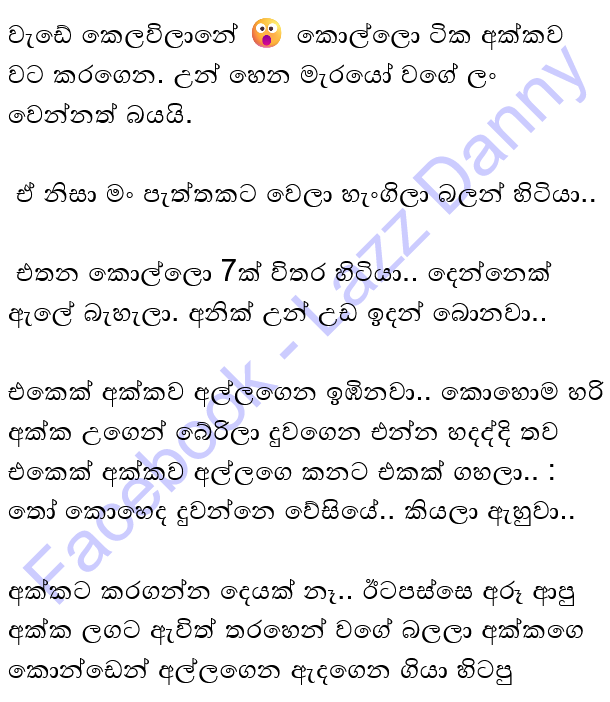 වැඩේ කෙලවිලානේ 😲 කොල්ලො ටික අක්කව
වට කරගෙන. උන් හෙන මැරයෝ වගේ ලං
වෙන්නත් බයයි.
ඒ නිසා මං පැත්තකට වෙලා හැංගිලා බලන් හිටියා..
එතන කොල්ලො 7ක් විතර හිටියා.. දෙන්නෙක්
ඇලේ බැහැලා. අනික් උන් උඩ ඉදන් බොනවා..
එකෙක් අක්කව අල්ලගෙන ඉඹිනවා.. කොහොම හරි
අක්ක උගෙන් බේරිලා දුවගෙන එන්න හදද්දි තව
එකෙක් අක්කව අල්ලගෙ කනට එකක් ගහලා.. :
තෝ කොහෙද දුවන්නෙ වේසියේ.. කියලා ඇහුවා..
අක්කට කරගන්න දෙයක් නෑ.. ඊටපස්සෙ අරූ ආපු
අක්ක ලගට ඇවිත් තරහෙන් වගේ බලලා අක්කගෙ
කොන්ඩෙන් අල්ලගෙන ඇදගෙන ගියා හිටපු
Facebook - Lazz Danny